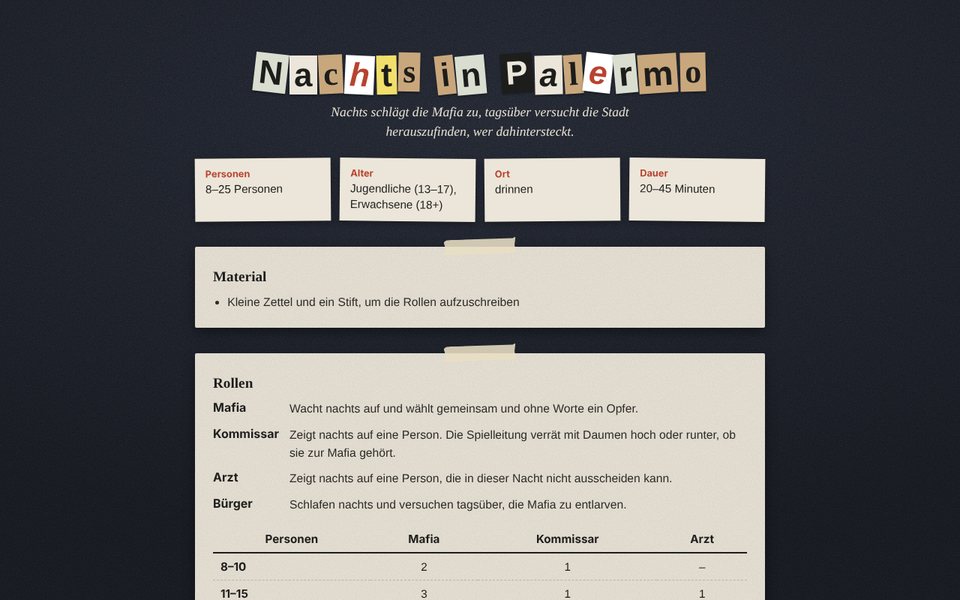 Nachts in Palermo
Nachts schlägt die Mafia zu, tagsüber versucht die Stadt
herauszufinden, wer dahintersteckt.
Personen
8–25 Personen
Alter
Jugendliche (13–17),
Erwachsene (18+)
Ort
drinnen
Dauer
20–45 Minuten
Material
• Kleine Zettel und ein Stift, um die Rollen aufzuschreiben
Rollen
Mafia Wacht nachts auf und wählt gemeinsam und ohne Worte ein Opfer.
Kommissar Zeigt nachts auf eine Person. Die Spielleitung verrät mit Daumen hoch oder runter, ob
sie zur Mafia gehört.
Arzt Zeigt nachts auf eine Person, die in dieser Nacht nicht ausscheiden kann.
Bürger Schlafen nachts und versuchen tagsüber, die Mafia zu entlarven.
Personen Mafia Kommissar Arzt
8–10 2 1 –
11–15 3 1 1